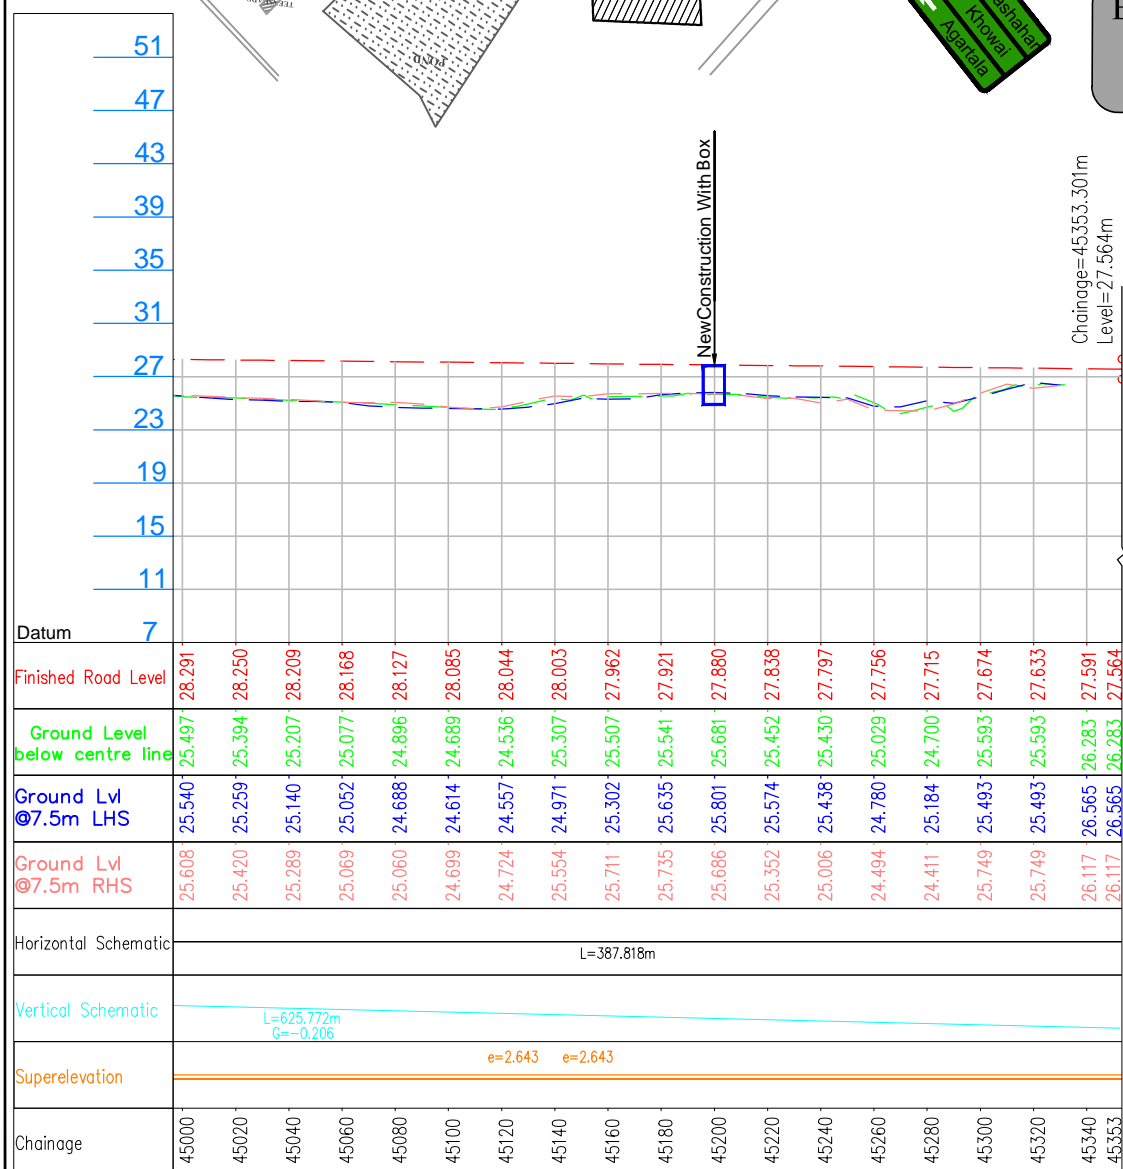 POND
ashahar
Khowai
Agartala
E
51
47
43
39
35
31
27
23
19
15
11
7
Datum
NewConstruction With Box
Chainage=45353.301m
Level=27.564m
Finished Road Level
28.291 28.250 28.209 28.168 28.127 28.085 28.044 28.003 27.962 27.921 27.880 27.838 27.797 27.756 27.715 27.674 27.633 27.591 27.564
Ground Level
below centre line
25.497 25.394 25.207 25.077 24.896 24.689 24.536 25.307 25.507 25.541 25.681 25.452 25.430 25.029 24.700 25.593 25.593 26.283 26.283
Ground Lvl
@7.5m LHS
25.540 25.259 25.140 25.052 24.688 24.614 24.557 24.971 25.302 25.635 25.801 25.574 25.438 24.780 25.184 25.493 25.493 26.565 26.565
Ground Lvl
@7.5m RHS
25.608 25.420 25.289 25.069 25.060 24.699 24.724 25.554 25.711 25.735 25.686 25.352 25.006 24.494 24.411 25.749 25.749 26.117 26.117
Horizontal Schematic
L=387.818m
Vertical Schematic
L=625.772m
G=-0.206
Superelevation
e=2.643 e=2.643
Chainage
45000 45020 45040 45060 45080 45100 45120 45140 45160 45180 45200 45220 45240 45260 45280 45300 45320 45340 45353